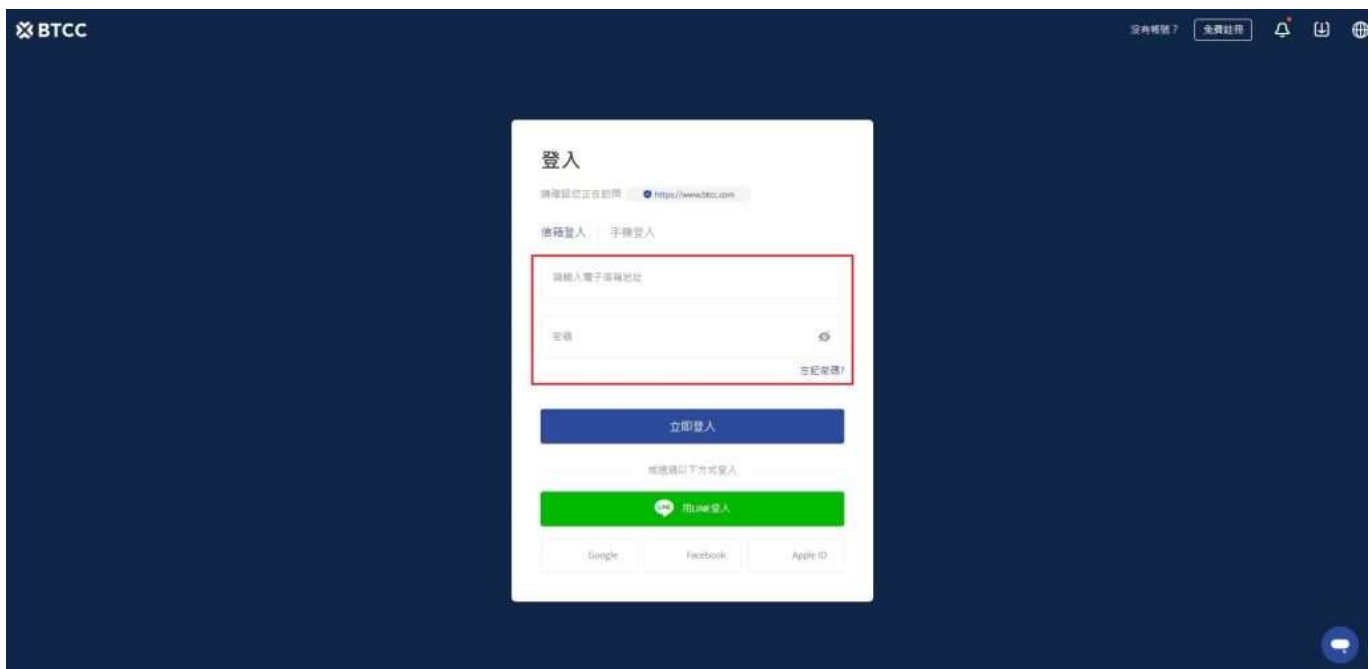 BTCC
沒有帳號？ 免費註冊
登入
請確認您正在訪問 https://www.btcc.com
信箱登入 手機登入
請輸入電子信箱地址
密碼
忘記密碼?
立即登入
或透過以下方式登入
LINE 用LINE登入
Google Facebook Apple ID